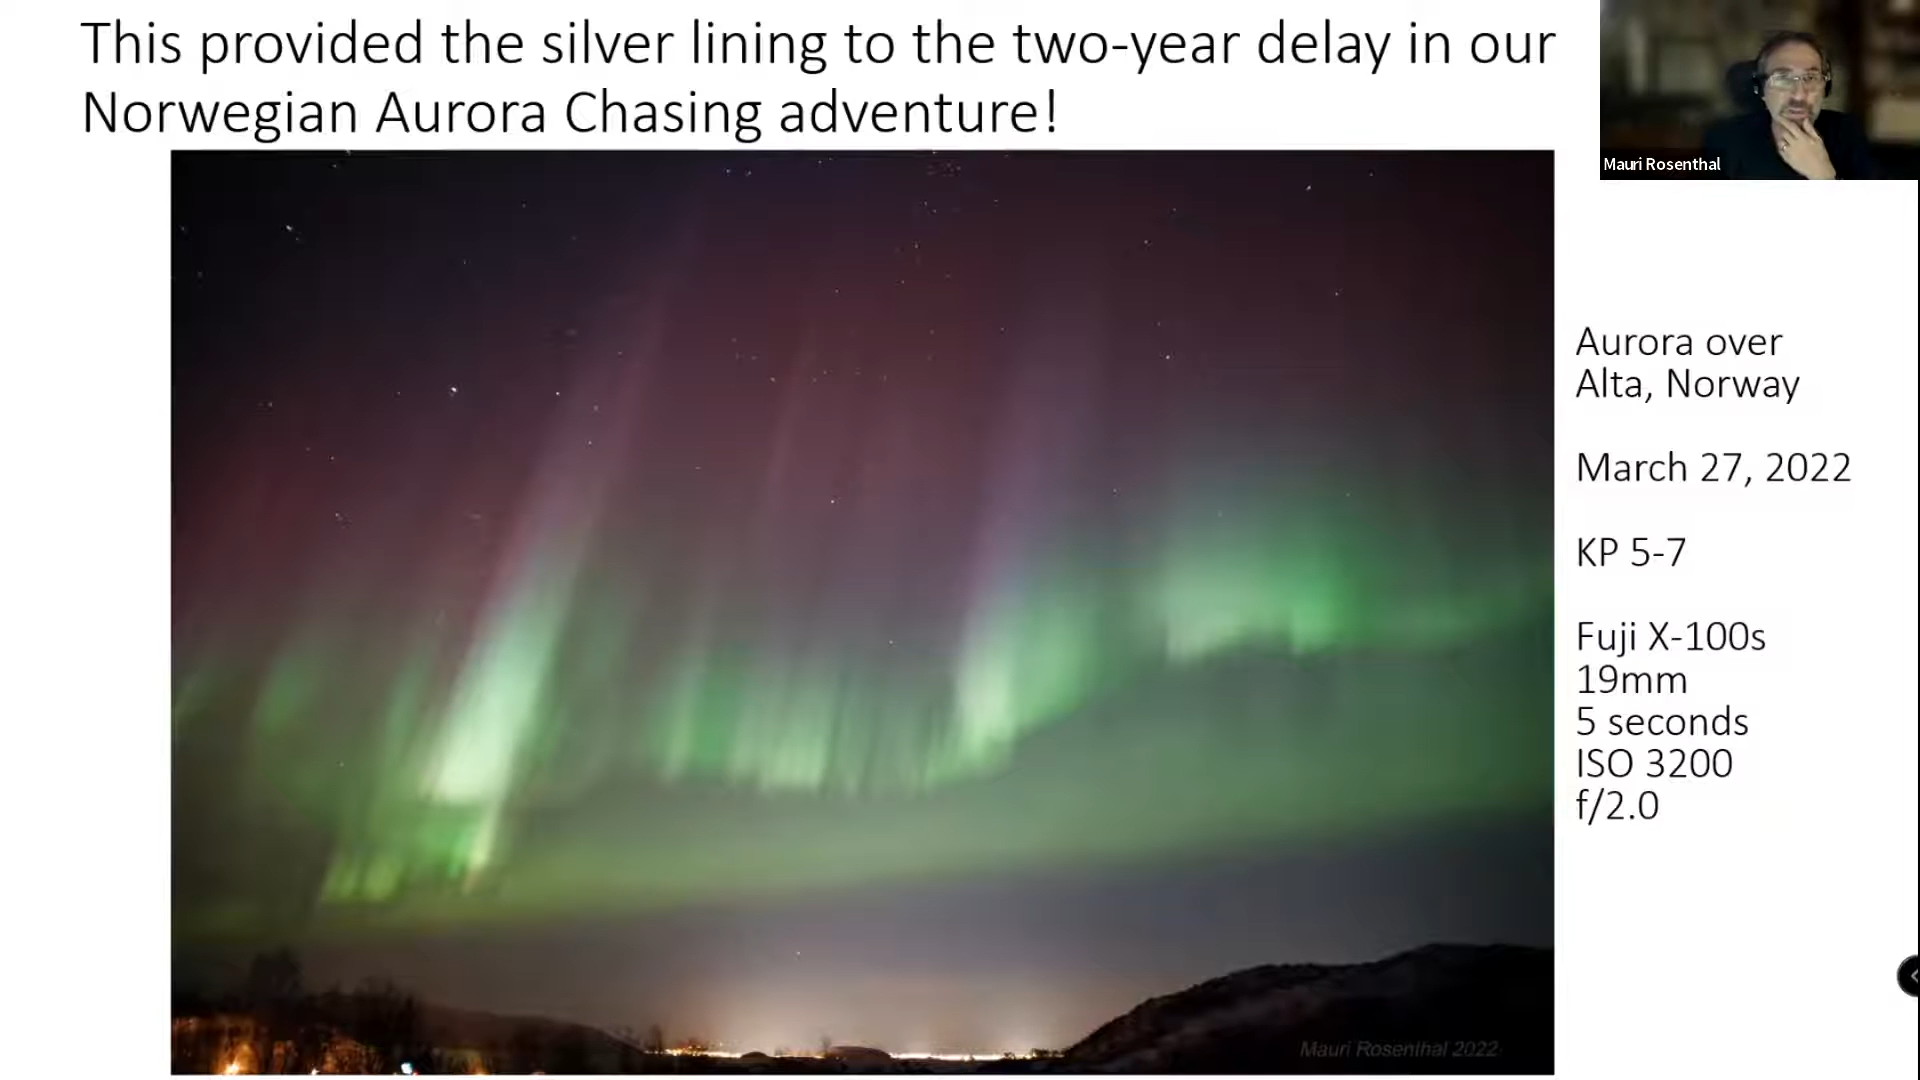 This provided the silver lining to the two-year delay in our
Norwegian Aurora Chasing adventure!
Mauri Rosenthal
Aurora over
Alta, Norway
March 27, 2022
KP 5-7
Fuji X-100s
19mm
5 seconds
ISO 3200
f/2.0
Mauri Rosenthal 2022